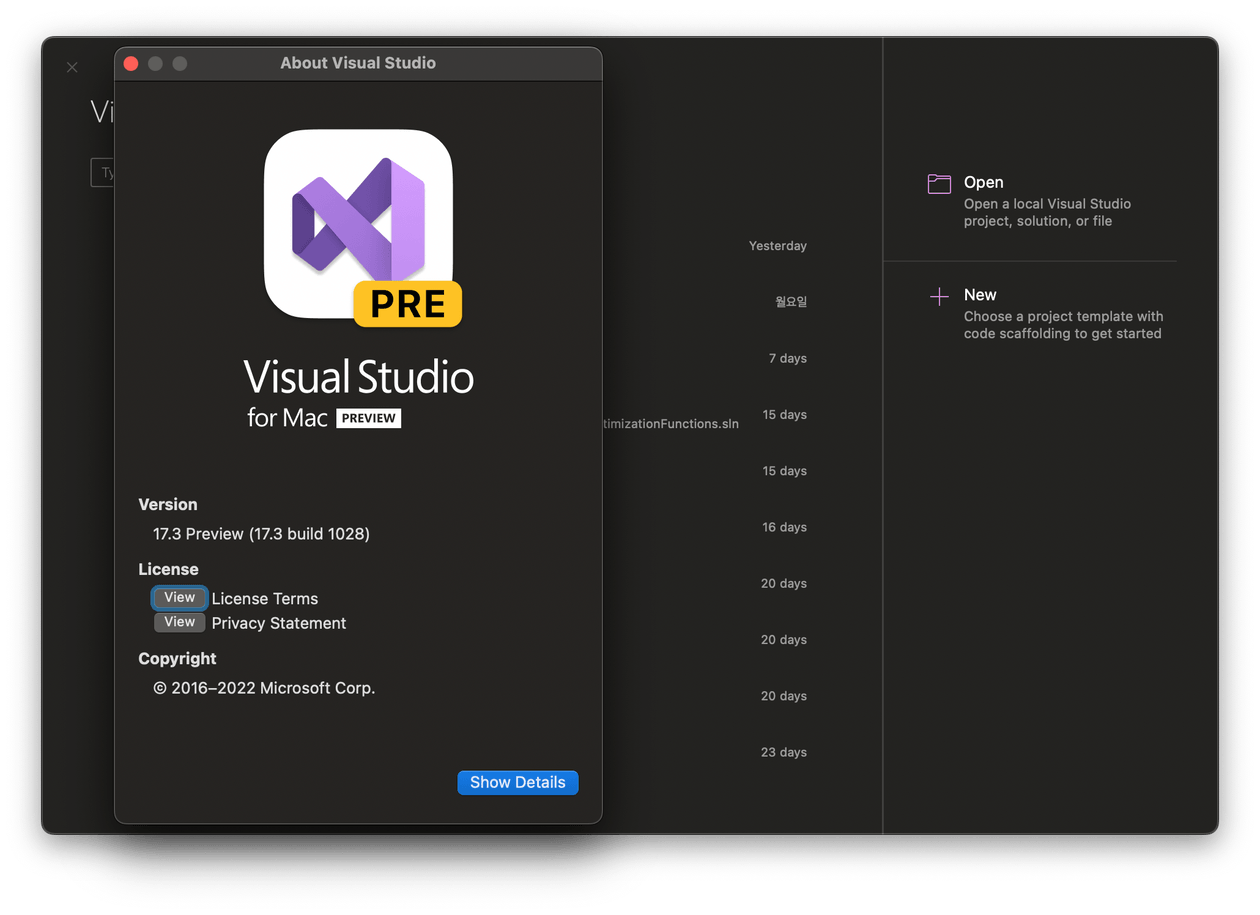 About Visual Studio
PRE
Visual Studio
for Mac PREVIEW
Version
17.3 Preview (17.3 build 1028)
License
View License Terms
View Privacy Statement
Copyright
© 2016–2022 Microsoft Corp.
Show Details
Vi
Ty
Yesterday
월요일
7 days
15 days
timizationFunctions.sln
15 days
16 days
20 days
20 days
20 days
23 days
Open
Open a local Visual Studio
project, solution, or file
New
Choose a project template with
code scaffolding to get started